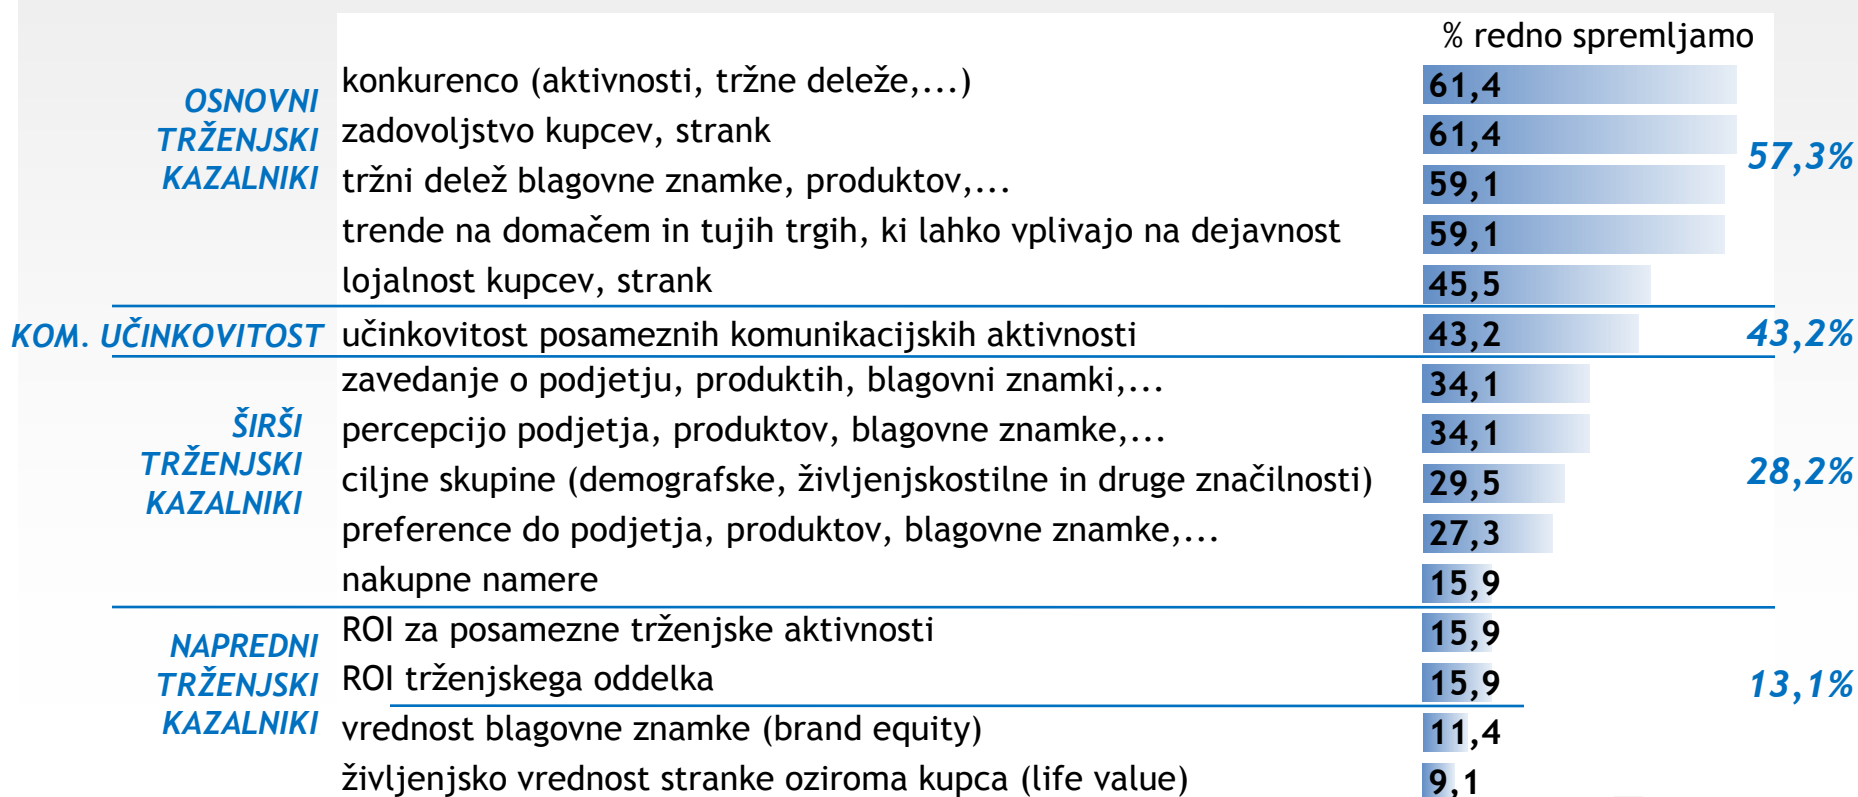 % redno spremljamo
OSNOVNI
TRŽENJSKI
KAZALNIKI
konkurenco (aktivnosti, tržne deleže,...) 61,4
zadovoljstvo kupcev, strank 61,4
tržni delež blagovne znamke, produktov,... 59,1
trende na domačem in tujih trgih, ki lahko vplivajo na dejavnost 59,1
lojalnost kupcev, strank 45,5
57,3%
KOM. UČINKOVITOST učinkovitost posameznih komunikacijskih aktivnosti 43,2 43,2%
ŠIRŠI
TRŽENJSKI
KAZALNIKI
zavedanje o podjetju, produktih, blagovni znamki,... 34,1
percepcijo podjetja, produktov, blagovne znamke,... 34,1
ciljne skupine (demografske, življenjskostilne in druge značilnosti) 29,5
preference do podjetja, produktov, blagovne znamke,... 27,3
nakupne namere 15,9
28,2%
NAPREDNI
TRŽENJSKI
KAZALNIKI
ROI za posamezne trženjske aktivnosti 15,9
ROI trženjskega oddelka 15,9
vrednost blagovne znamke (brand equity) 11,4
življenjsko vrednost stranke oziroma kupca (life value) 9,1
13,1%